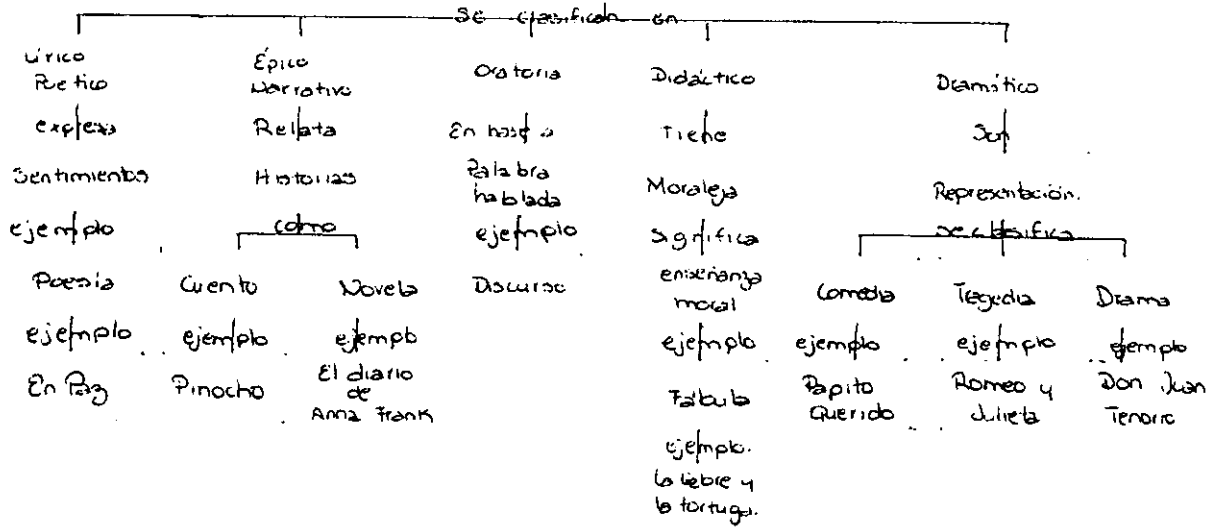 Se clasifican en
Lírico
Poetico
expresa
Sentimientos
ejemplo
Poesía
ejemplo
En Paz
Épico
Narrativo
Relata
Historias
como
Cuento
ejemplo
Pinocho
Novela
ejemplo
El diario
de
Anna Frank
Oratoria
En base a
Palabra
hablada
ejemplo
Discurso
Didáctico
Tiene
Moraleja
Significa
enseñanza
moral
ejemplo
Fábula
ejemplo.
la liebre y
la tortuga.
Dramático
Son
Representación.
se clasifica
Comedia
ejemplo
Papito
Querido
Tragedia
ejemplo
Romeo y
Julieta
Drama
ejemplo
Don Juan
Tenorio